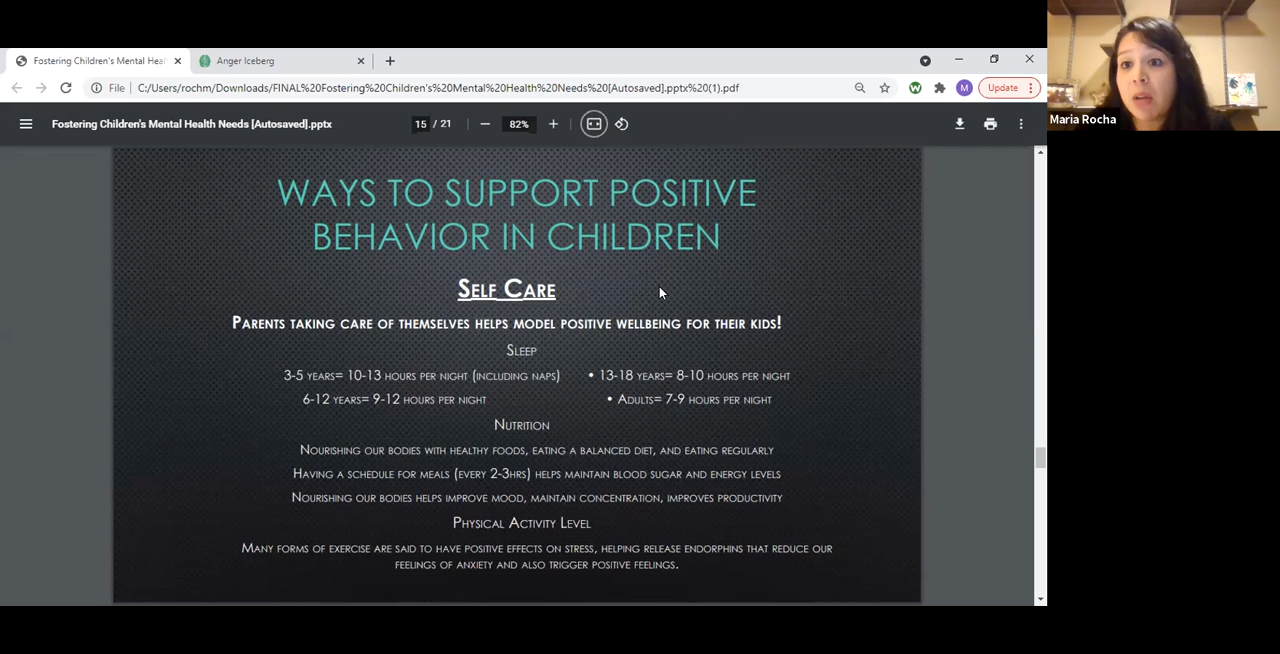 Fostering Children's Mental Hea
Anger Iceberg
File
C:/Users/rochm/Downloads/FINAL%20Fostering%20Children's%20Mental%20Health%20Needs%20[Autosaved].pptx%20(1).pdf
M
Update
Fostering Children's Mental Health Needs [Autosaved].pptx
15 / 21
82%
Maria Rocha
WAYS TO SUPPORT POSITIVE
BEHAVIOR IN CHILDREN
SELF CARE
PARENTS TAKING CARE OF THEMSELVES HELPS MODEL POSITIVE WELLBEING FOR THEIR KIDS!
SLEEP
3-5 YEARS= 10-13 HOURS PER NIGHT (INCLUDING NAPS)
6-12 YEARS= 9-12 HOURS PER NIGHT
• 13-18 YEARS= 8-10 HOURS PER NIGHT
• ADULTS= 7-9 HOURS PER NIGHT
NUTRITION
NOURISHING OUR BODIES WITH HEALTHY FOODS, EATING A BALANCED DIET, AND EATING REGULARLY
HAVING A SCHEDULE FOR MEALS (EVERY 2-3HRS) HELPS MAINTAIN BLOOD SUGAR AND ENERGY LEVELS
NOURISHING OUR BODIES HELPS IMPROVE MOOD, MAINTAIN CONCENTRATION, IMPROVES PRODUCTIVITY
PHYSICAL ACTIVITY LEVEL
MANY FORMS OF EXERCISE ARE SAID TO HAVE POSITIVE EFFECTS ON STRESS, HELPING RELEASE ENDORPHINS THAT REDUCE OUR
FEELINGS OF ANXIETY AND ALSO TRIGGER POSITIVE FEELINGS.